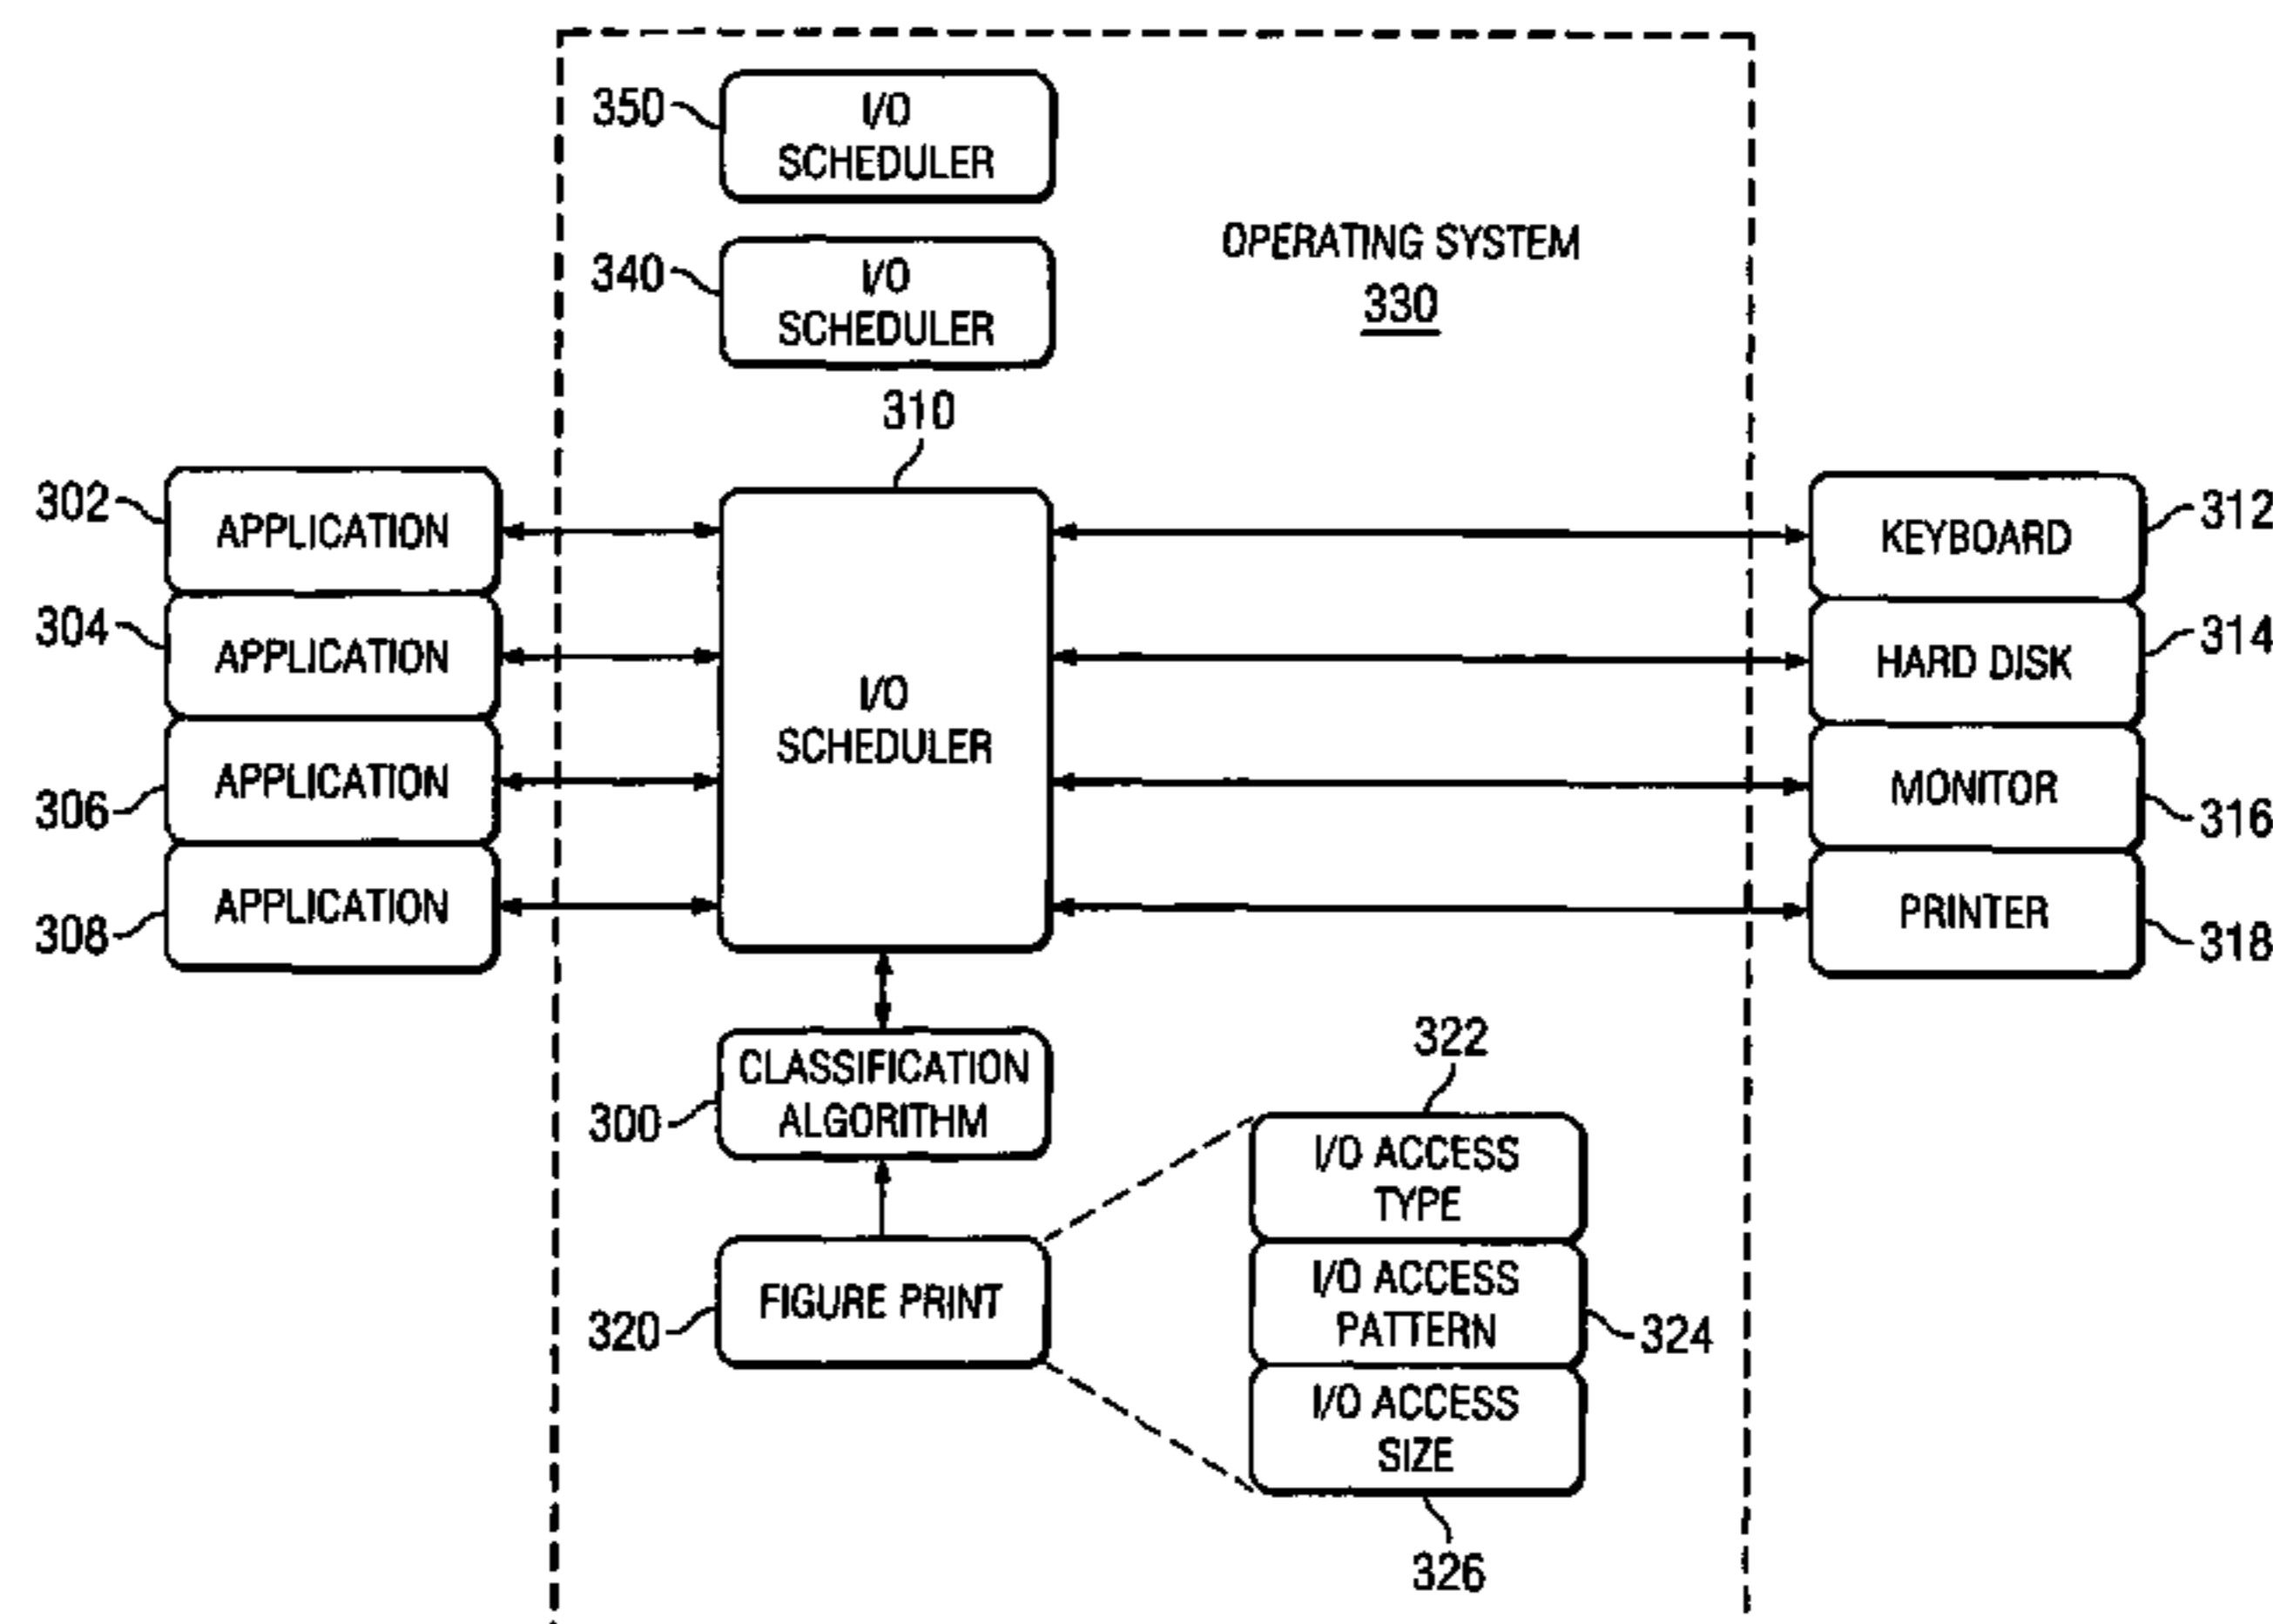 350
I/O
SCHEDULER
340
I/O
SCHEDULER
OPERATING SYSTEM
330
310
302
APPLICATION
304
APPLICATION
306
APPLICATION
308
APPLICATION
I/O
SCHEDULER
KEYBOARD
312
HARD DISK
314
MONITOR
316
PRINTER
318
300
CLASSIFICATION
ALGORITHM
320
FIGURE PRINT
322
I/O ACCESS
TYPE
I/O ACCESS
PATTERN
324
I/O ACCESS
SIZE
326